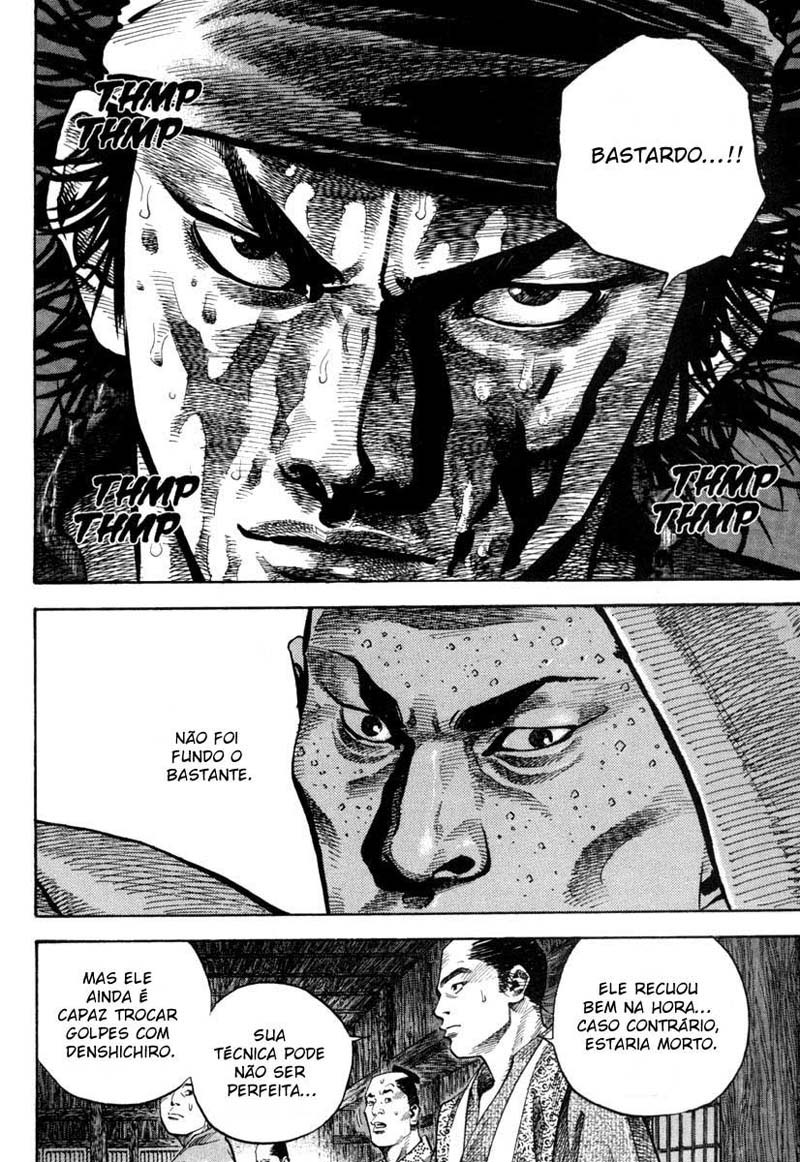 BASTARDO...!!
THMP
THMP
THMP
THMP
THMP
THMP
NÃO FOI
FUNDO O
BASTANTE.
ELE RECUOU
BEM NA HORA...
CASO CONTRÁRIO,
ESTARIA MORTO.
SUA
TÉCNICA PODE
NÃO SER
PERFEITA...
MAS ELE
AINDA É
CAPAZ TROCAR
GOLPES COM
DENSHICHIRO.